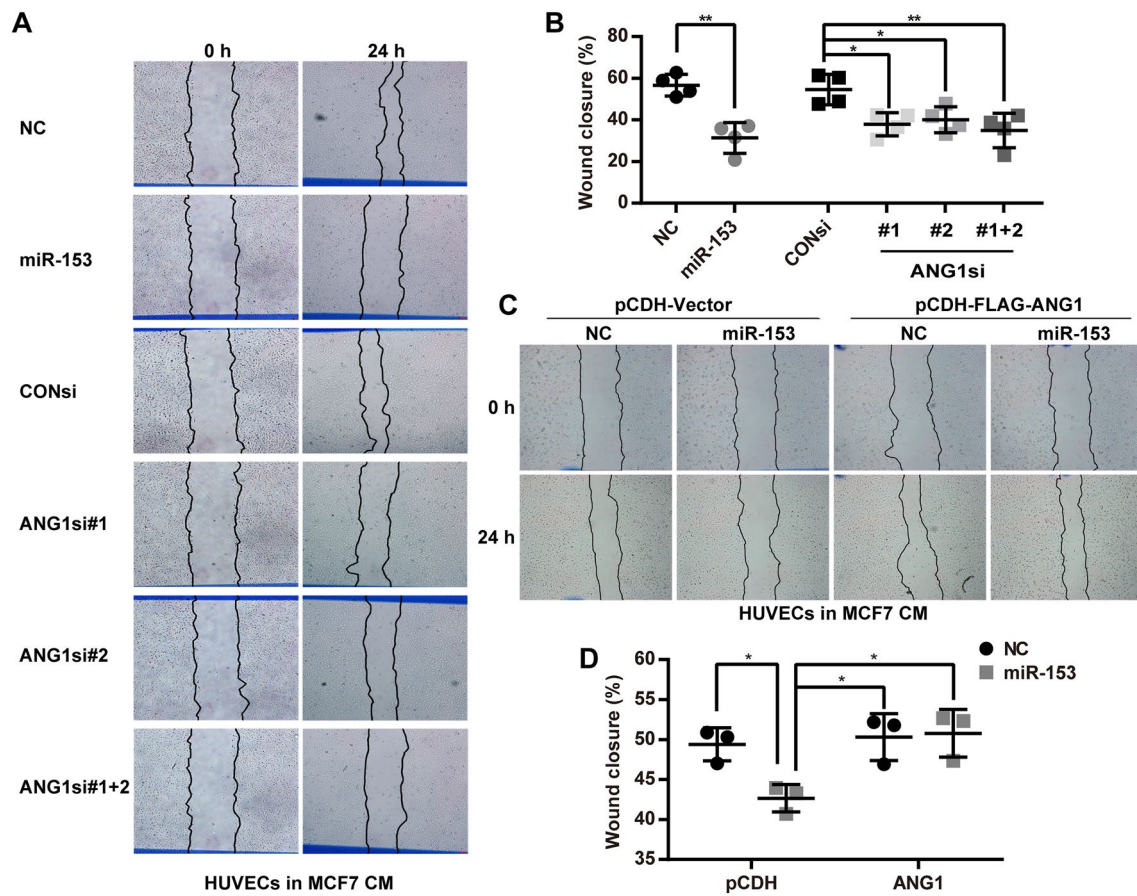 A
0 h
24 h
NC
miR-153
CONsi
ANG1si#1
ANG1si#2
ANG1si#1+2
HUVECs in MCF7 CM
B
Wound closure (%)
80
60
40
20
0
**
*
*
**
NC
miR-153
CONsi
#1
#2
#1+2
ANG1si
C
pCDH-Vector
pCDH-FLAG-ANG1
NC
miR-153
NC
miR-153
0 h
24 h
HUVECs in MCF7 CM
D
NC
miR-153
Wound closure (%)
60
55
50
45
40
35
*
*
*
pCDH
ANG1